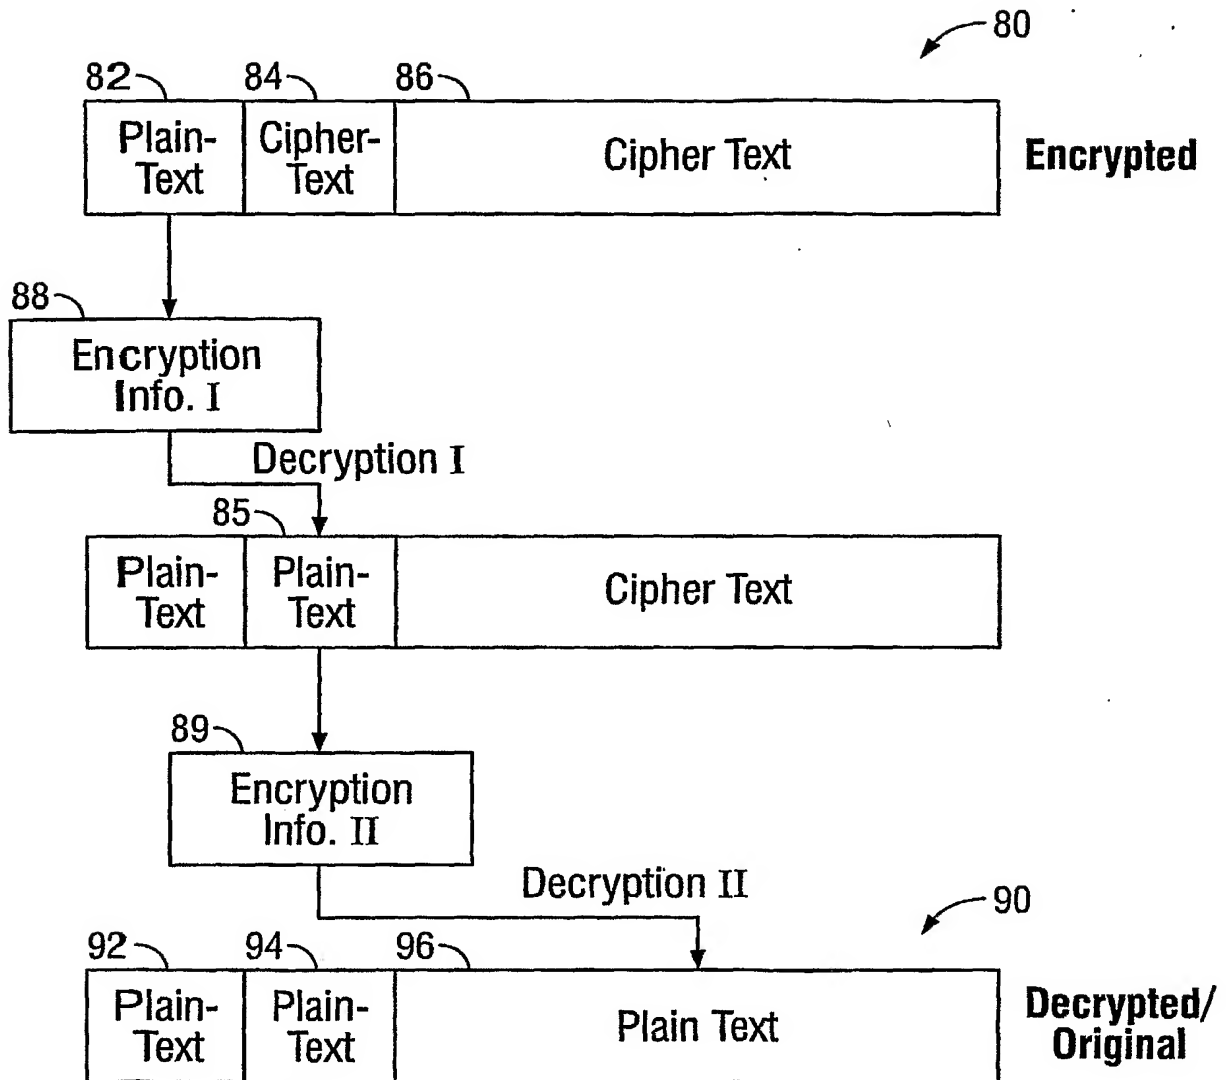 80
82 84 86
Plain-
Text
Cipher-
Text
Cipher Text
Encrypted
88
Encryption
Info. I
Decryption I
85
Plain-
Text
Plain-
Text
Cipher Text
89
Encryption
Info. II
Decryption II
90
92 94 96
Plain-
Text
Plain-
Text
Plain Text
Decrypted/
Original